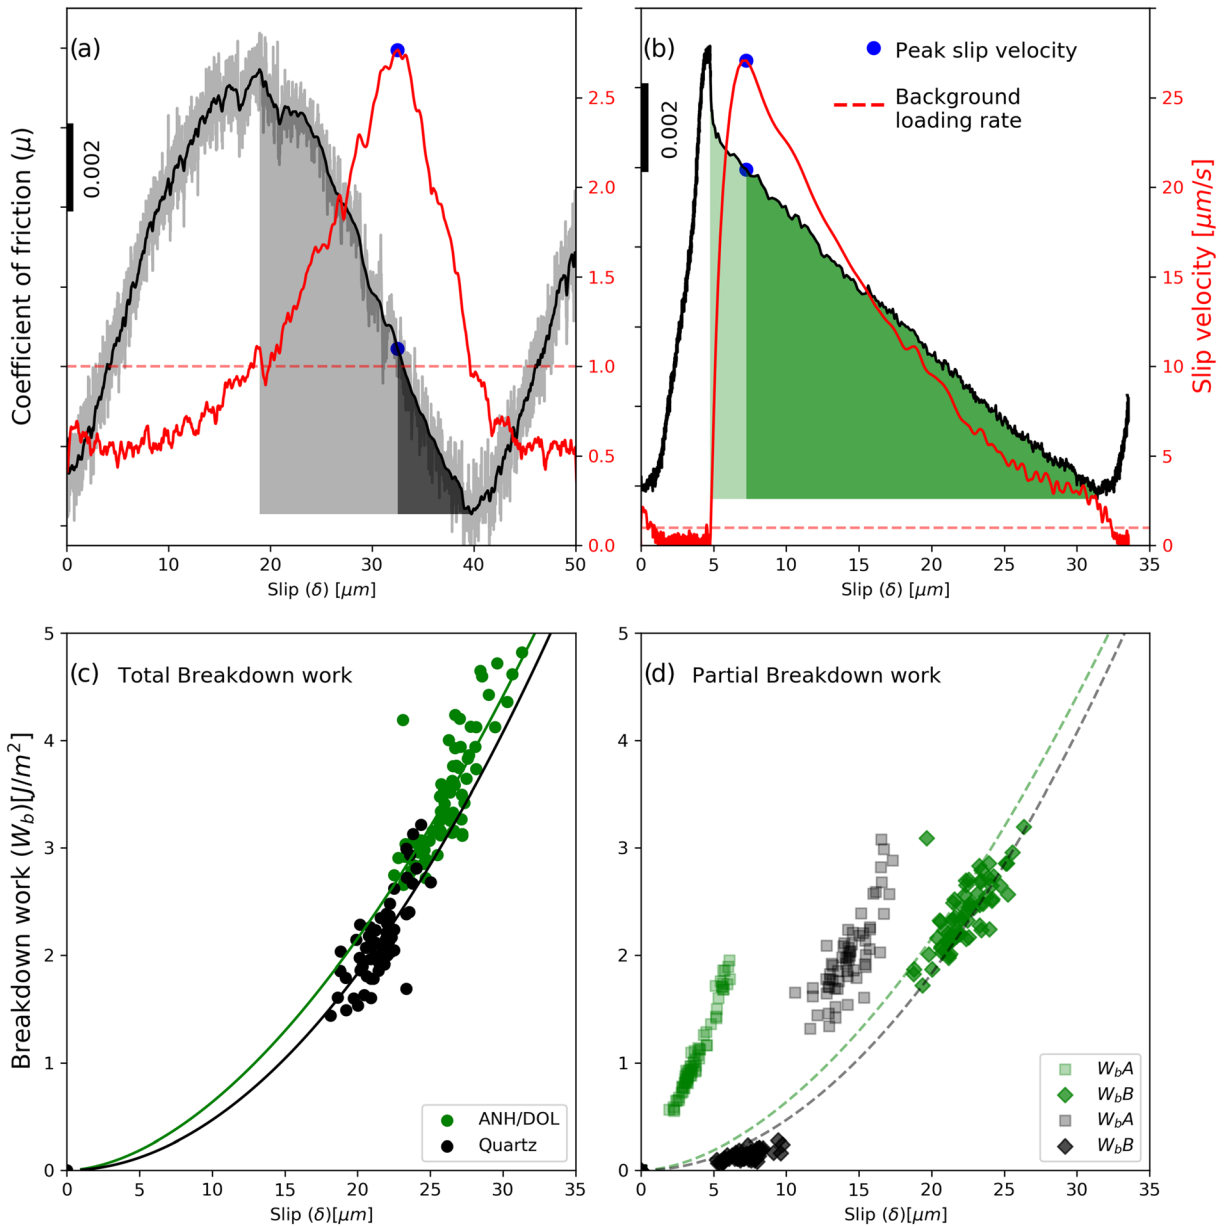 (a)
0.002
Coefficient of friction (μ)
2.5
2.0
1.5
1.0
0.5
0.0
0 10 20 30 40 50
Slip (δ) [μm]
(b)
0.002
Peak slip velocity
Background
loading rate
25
20
15
10
5
0
Slip velocity [μm/s]
0 5 10 15 20 25 30 35
Slip (δ) [μm]
(c) Total Breakdown work
Breakdown work (W_b)[J/m²]
5
4
3
2
1
0
ANH/DOL
Quartz
0 5 10 15 20 25 30 35
Slip (δ)[μm]
(d) Partial Breakdown work
5
4
3
2
1
0
W_bA
W_bB
W_bA
W_bB
0 5 10 15 20 25 30 35
Slip (δ)[μm]